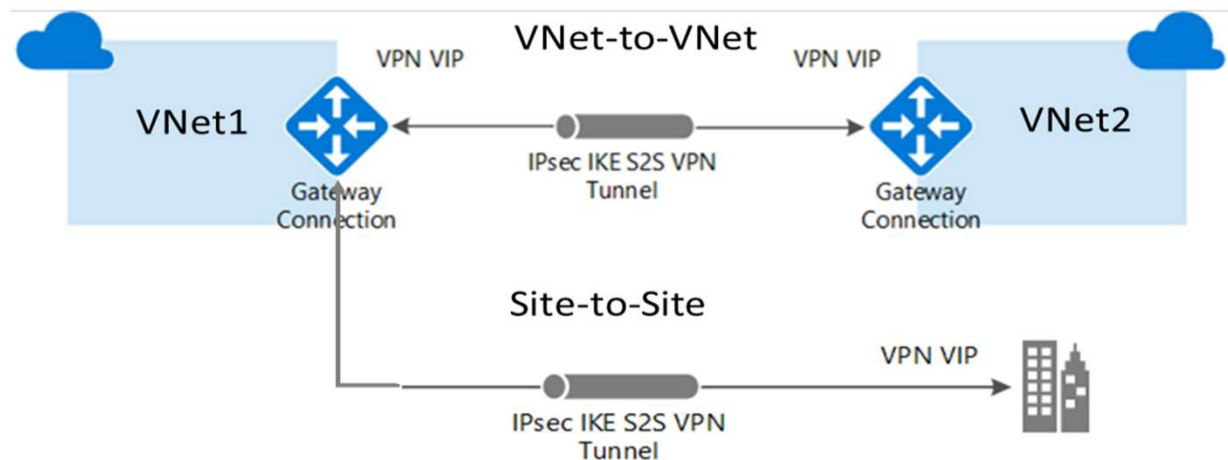 VNet-to-VNet
VPN VIP
VPN VIP
VNet1
VNet2
IPsec IKE S2S VPN
Tunnel
Gateway
Connection
Gateway
Connection
Site-to-Site
VPN VIP
IPsec IKE S2S VPN
Tunnel